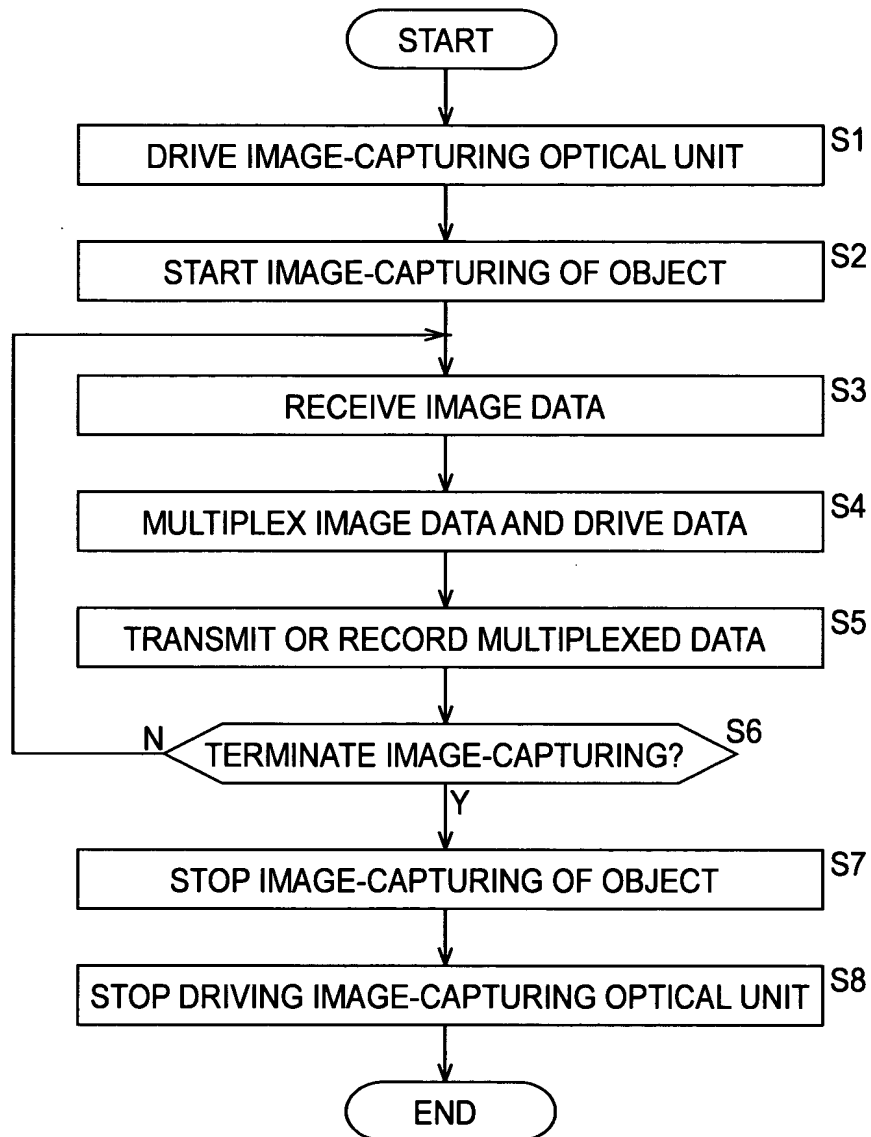 START
DRIVE IMAGE-CAPTURING OPTICAL UNIT S1
START IMAGE-CAPTURING OF OBJECT S2
RECEIVE IMAGE DATA S3
MULTIPLEX IMAGE DATA AND DRIVE DATA S4
TRANSMIT OR RECORD MULTIPLEXED DATA S5
N TERMINATE IMAGE-CAPTURING? S6
Y
STOP IMAGE-CAPTURING OF OBJECT S7
STOP DRIVING IMAGE-CAPTURING OPTICAL UNIT S8
END